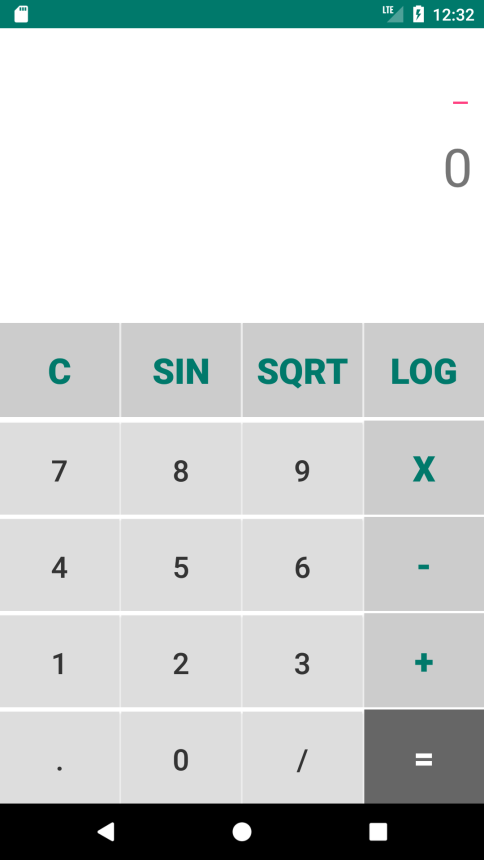 LTE 12:32
_
0
C SIN SQRT LOG
7 8 9 X
4 5 6 -
1 2 3 +
. 0 / =